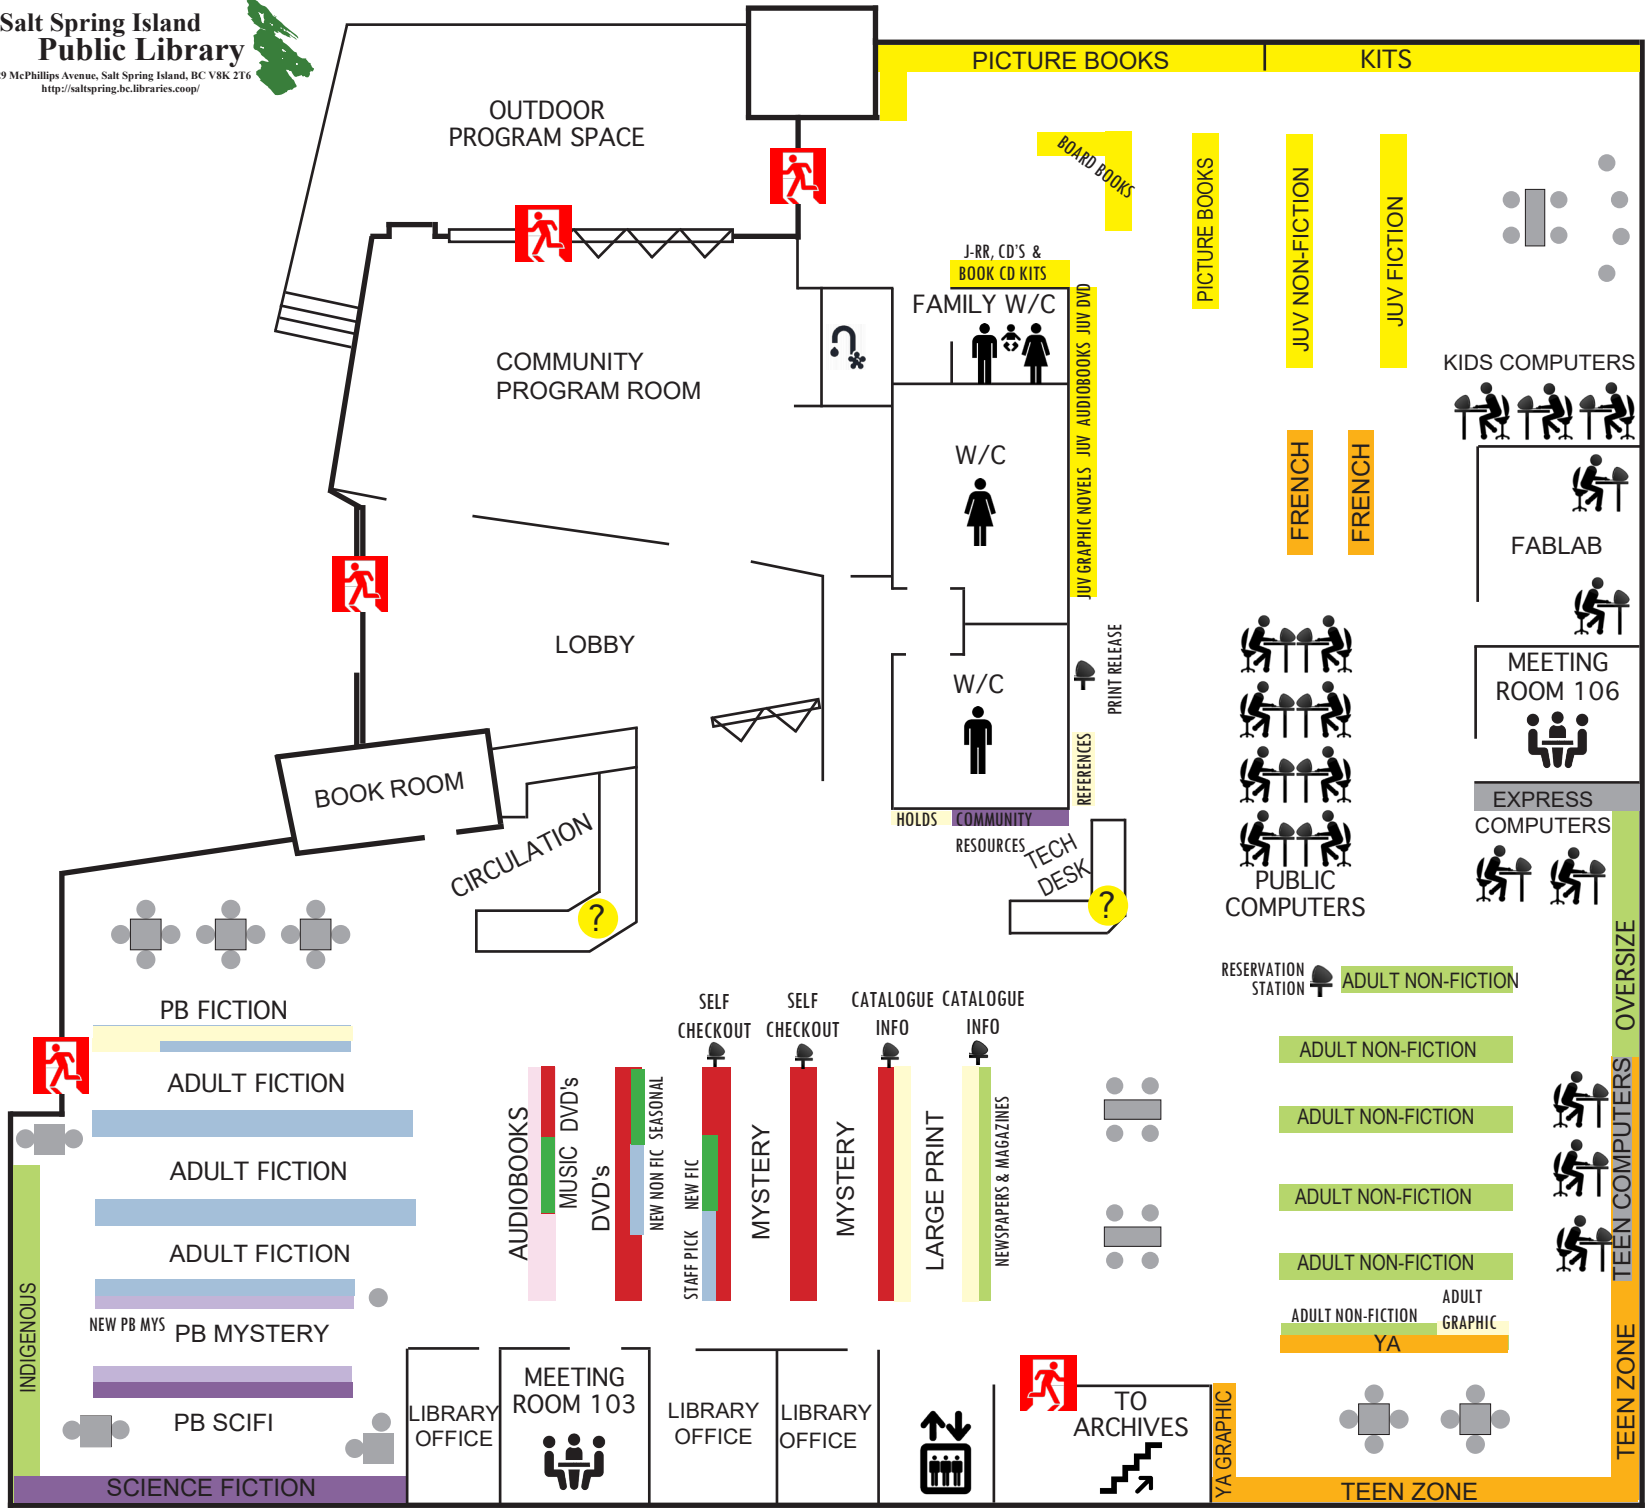 Salt Spring Island
Public Library
9 McPhillips Avenue, Salt Spring Island, BC V8K 2T6
http://saltspring.bc.libraries.coop/
PICTURE BOOKS
KITS
OUTDOOR
PROGRAM SPACE
BOARD BOOKS
PICTURE BOOKS
JUV NON-FICTION
JUV FICTION
J-RR, CD'S &
BOOK CD KITS
FAMILY W/C
JUV GRAPHIC NOVELS JUV AUDIOBOOKS JUV DVD
COMMUNITY
PROGRAM ROOM
KIDS COMPUTERS
W/C
FRENCH
FRENCH
FABLAB
LOBBY
W/C
PRINT RELEASE
MEETING
ROOM 106
BOOK ROOM
REFERENCES
EXPRESS
COMPUTERS
HOLDS
COMMUNITY
RESOURCES
CIRCULATION
?
TECH
DESK
?
PUBLIC
COMPUTERS
OVERSIZE
RESERVATION
STATION
ADULT NON-FICTION
PB FICTION
SELF
CHECKOUT
SELF
CHECKOUT
CATALOGUE
INFO
CATALOGUE
INFO
ADULT NON-FICTION
ADULT FICTION
AUDIOBOOKS
MUSIC
DVD's
DVD's
NEW NON FIC
SEASONAL
STAFF PICK
NEW FIC
MYSTERY
MYSTERY
LARGE PRINT
NEWSPAPERS & MAGAZINES
ADULT NON-FICTION
TEEN COMPUTERS
ADULT FICTION
ADULT NON-FICTION
ADULT FICTION
ADULT NON-FICTION
INDIGENOUS
NEW PB MYS
PB MYSTERY
ADULT NON-FICTION
ADULT
GRAPHIC
YA
TEEN ZONE
PB SCIFI
LIBRARY
OFFICE
MEETING
ROOM 103
LIBRARY
OFFICE
LIBRARY
OFFICE
TO
ARCHIVES
YA GRAPHIC
SCIENCE FICTION
TEEN ZONE